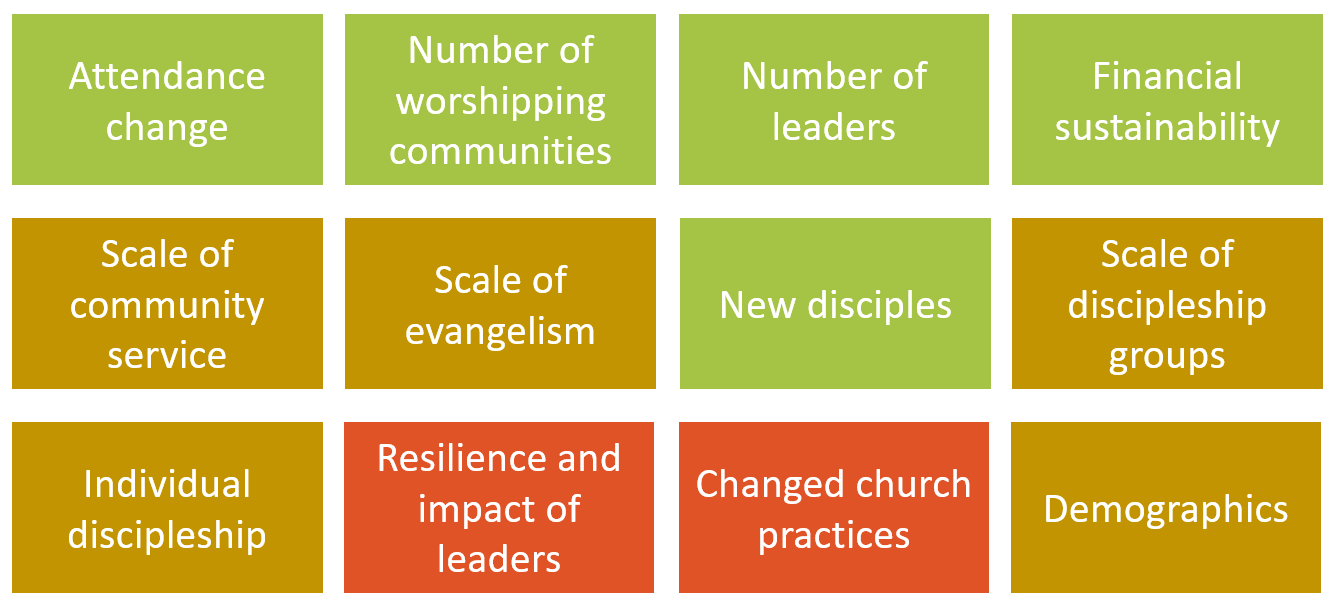 Attendance
change
Number of
worshipping
communities
Number of
leaders
Financial
sustainability
Scale of
community
service
Scale of
evangelism
New disciples
Scale of
discipleship
groups
Individual
discipleship
Resilience and
impact of
leaders
Changed church
practices
Demographics